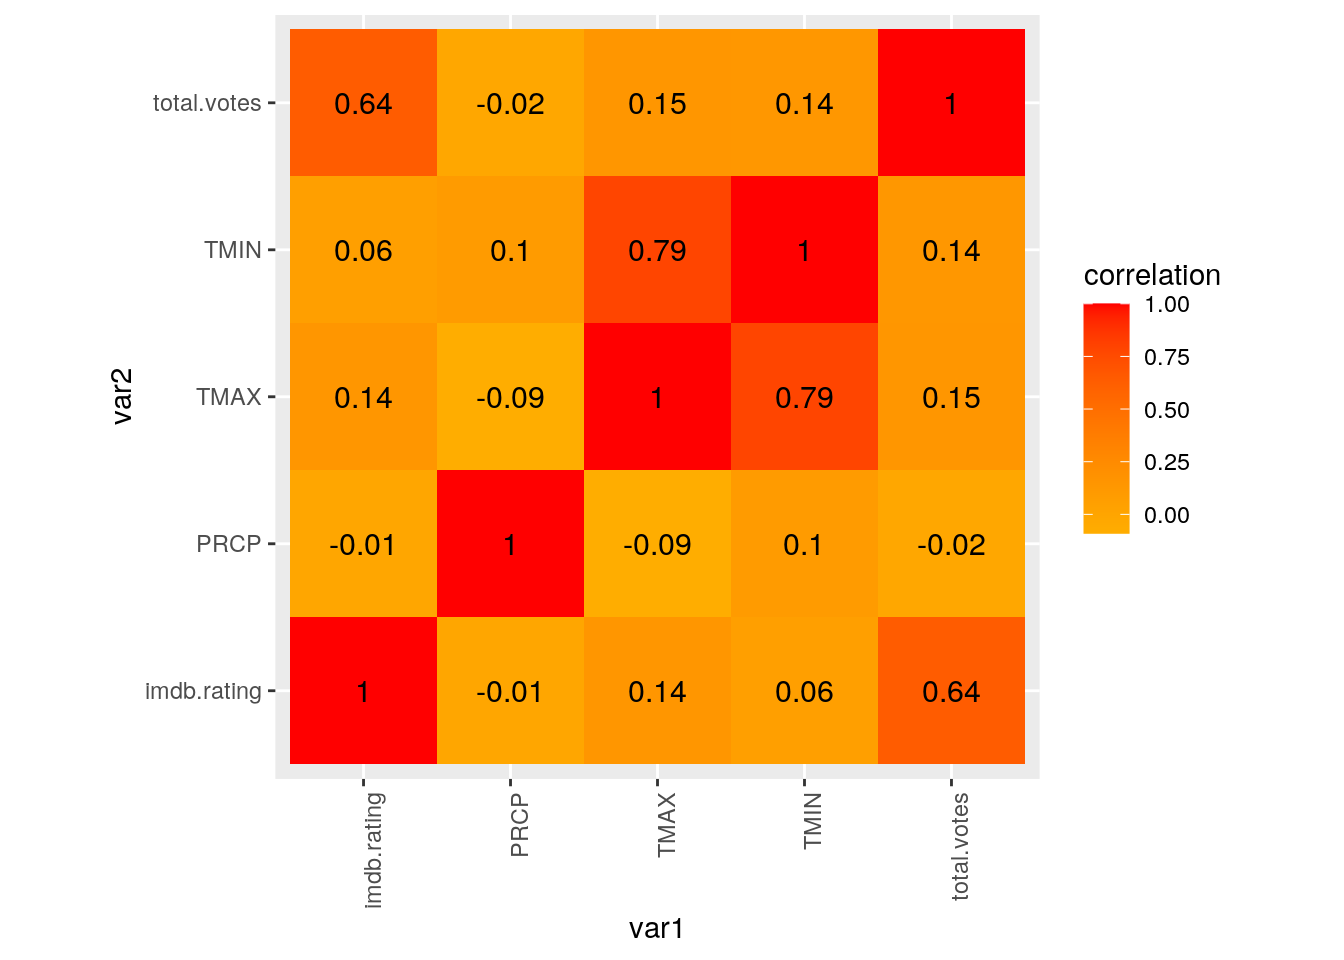 total.votes
0.64 -0.02 0.15 0.14 1
TMIN
0.06 0.1 0.79 1 0.14
TMAX
0.14 -0.09 1 0.79 0.15
PRCP
-0.01 1 -0.09 0.1 -0.02
imdb.rating
1 -0.01 0.14 0.06 0.64
var2
imdb.rating
PRCP
TMAX
TMIN
total.votes
var1
correlation
1.00
0.75
0.50
0.25
0.00